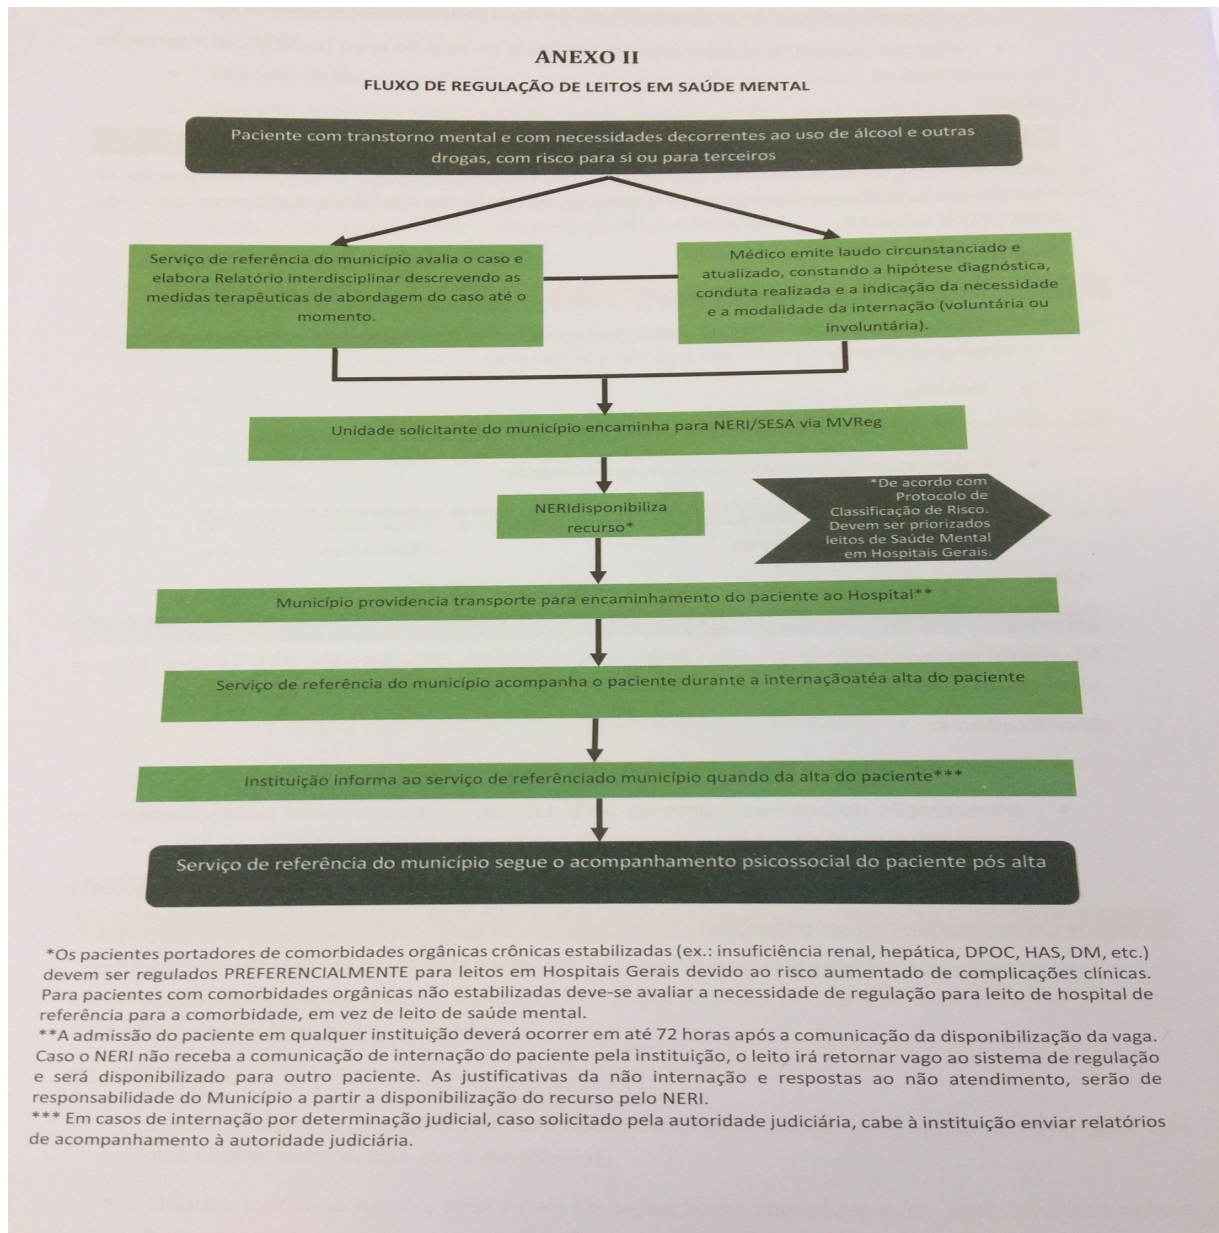 ANEXO II
FLUXO DE REGULAÇÃO DE LEITOS EM SAÚDE MENTAL
Paciente com transtorno mental e com necessidades decorrentes ao uso de álcool e outras
drogas, com risco para si ou para terceiros
Serviço de referência do município avalia o caso e
elabora Relatório interdisciplinar descrevendo as
medidas terapêuticas de abordagem do caso até o
momento.
Médico emite laudo circunstanciado e
atualizado, constando a hipótese diagnóstica,
conduta realizada e a indicação da necessidade
e a modalidade da internação (voluntária ou
involuntária).
Unidade solicitante do município encaminha para NERI/SESA via MVReg
NERIdisponibiliza
recurso*
*De acordo com
Protocolo de
Classificação de Risco.
Devem ser priorizados
leitos de Saúde Mental
em Hospitais Gerais.
Município providencia transporte para encaminhamento do paciente ao Hospital**
Serviço de referência do município acompanha o paciente durante a internaçãoatéa alta do paciente
Instituição informa ao serviço de referênciado município quando da alta do paciente***
Serviço de referência do município segue o acompanhamento psicossocial do paciente pós alta
*Os pacientes portadores de comorbidades orgânicas crônicas estabilizadas (ex.: insuficiência renal, hepática, DPOC, HAS, DM, etc.)
devem ser regulados PREFERENCIALMENTE para leitos em Hospitais Gerais devido ao risco aumentado de complicações clínicas.
Para pacientes com comorbidades orgânicas não estabilizadas deve-se avaliar a necessidade de regulação para leito de hospital de
referência para a comorbidade, em vez de leito de saúde mental.
**A admissão do paciente em qualquer instituição deverá ocorrer em até 72 horas após a comunicação da disponibilização da vaga.
Caso o NERI não receba a comunicação de internação do paciente pela instituição, o leito irá retornar vago ao sistema de regulação
e será disponibilizado para outro paciente. As justificativas da não internação e respostas ao não atendimento, serão de
responsabilidade do Município a partir a disponibilização do recurso pelo NERI.
*** Em casos de internação por determinação judicial, caso solicitado pela autoridade judiciária, cabe à instituição enviar relatórios
de acompanhamento à autoridade judiciária.